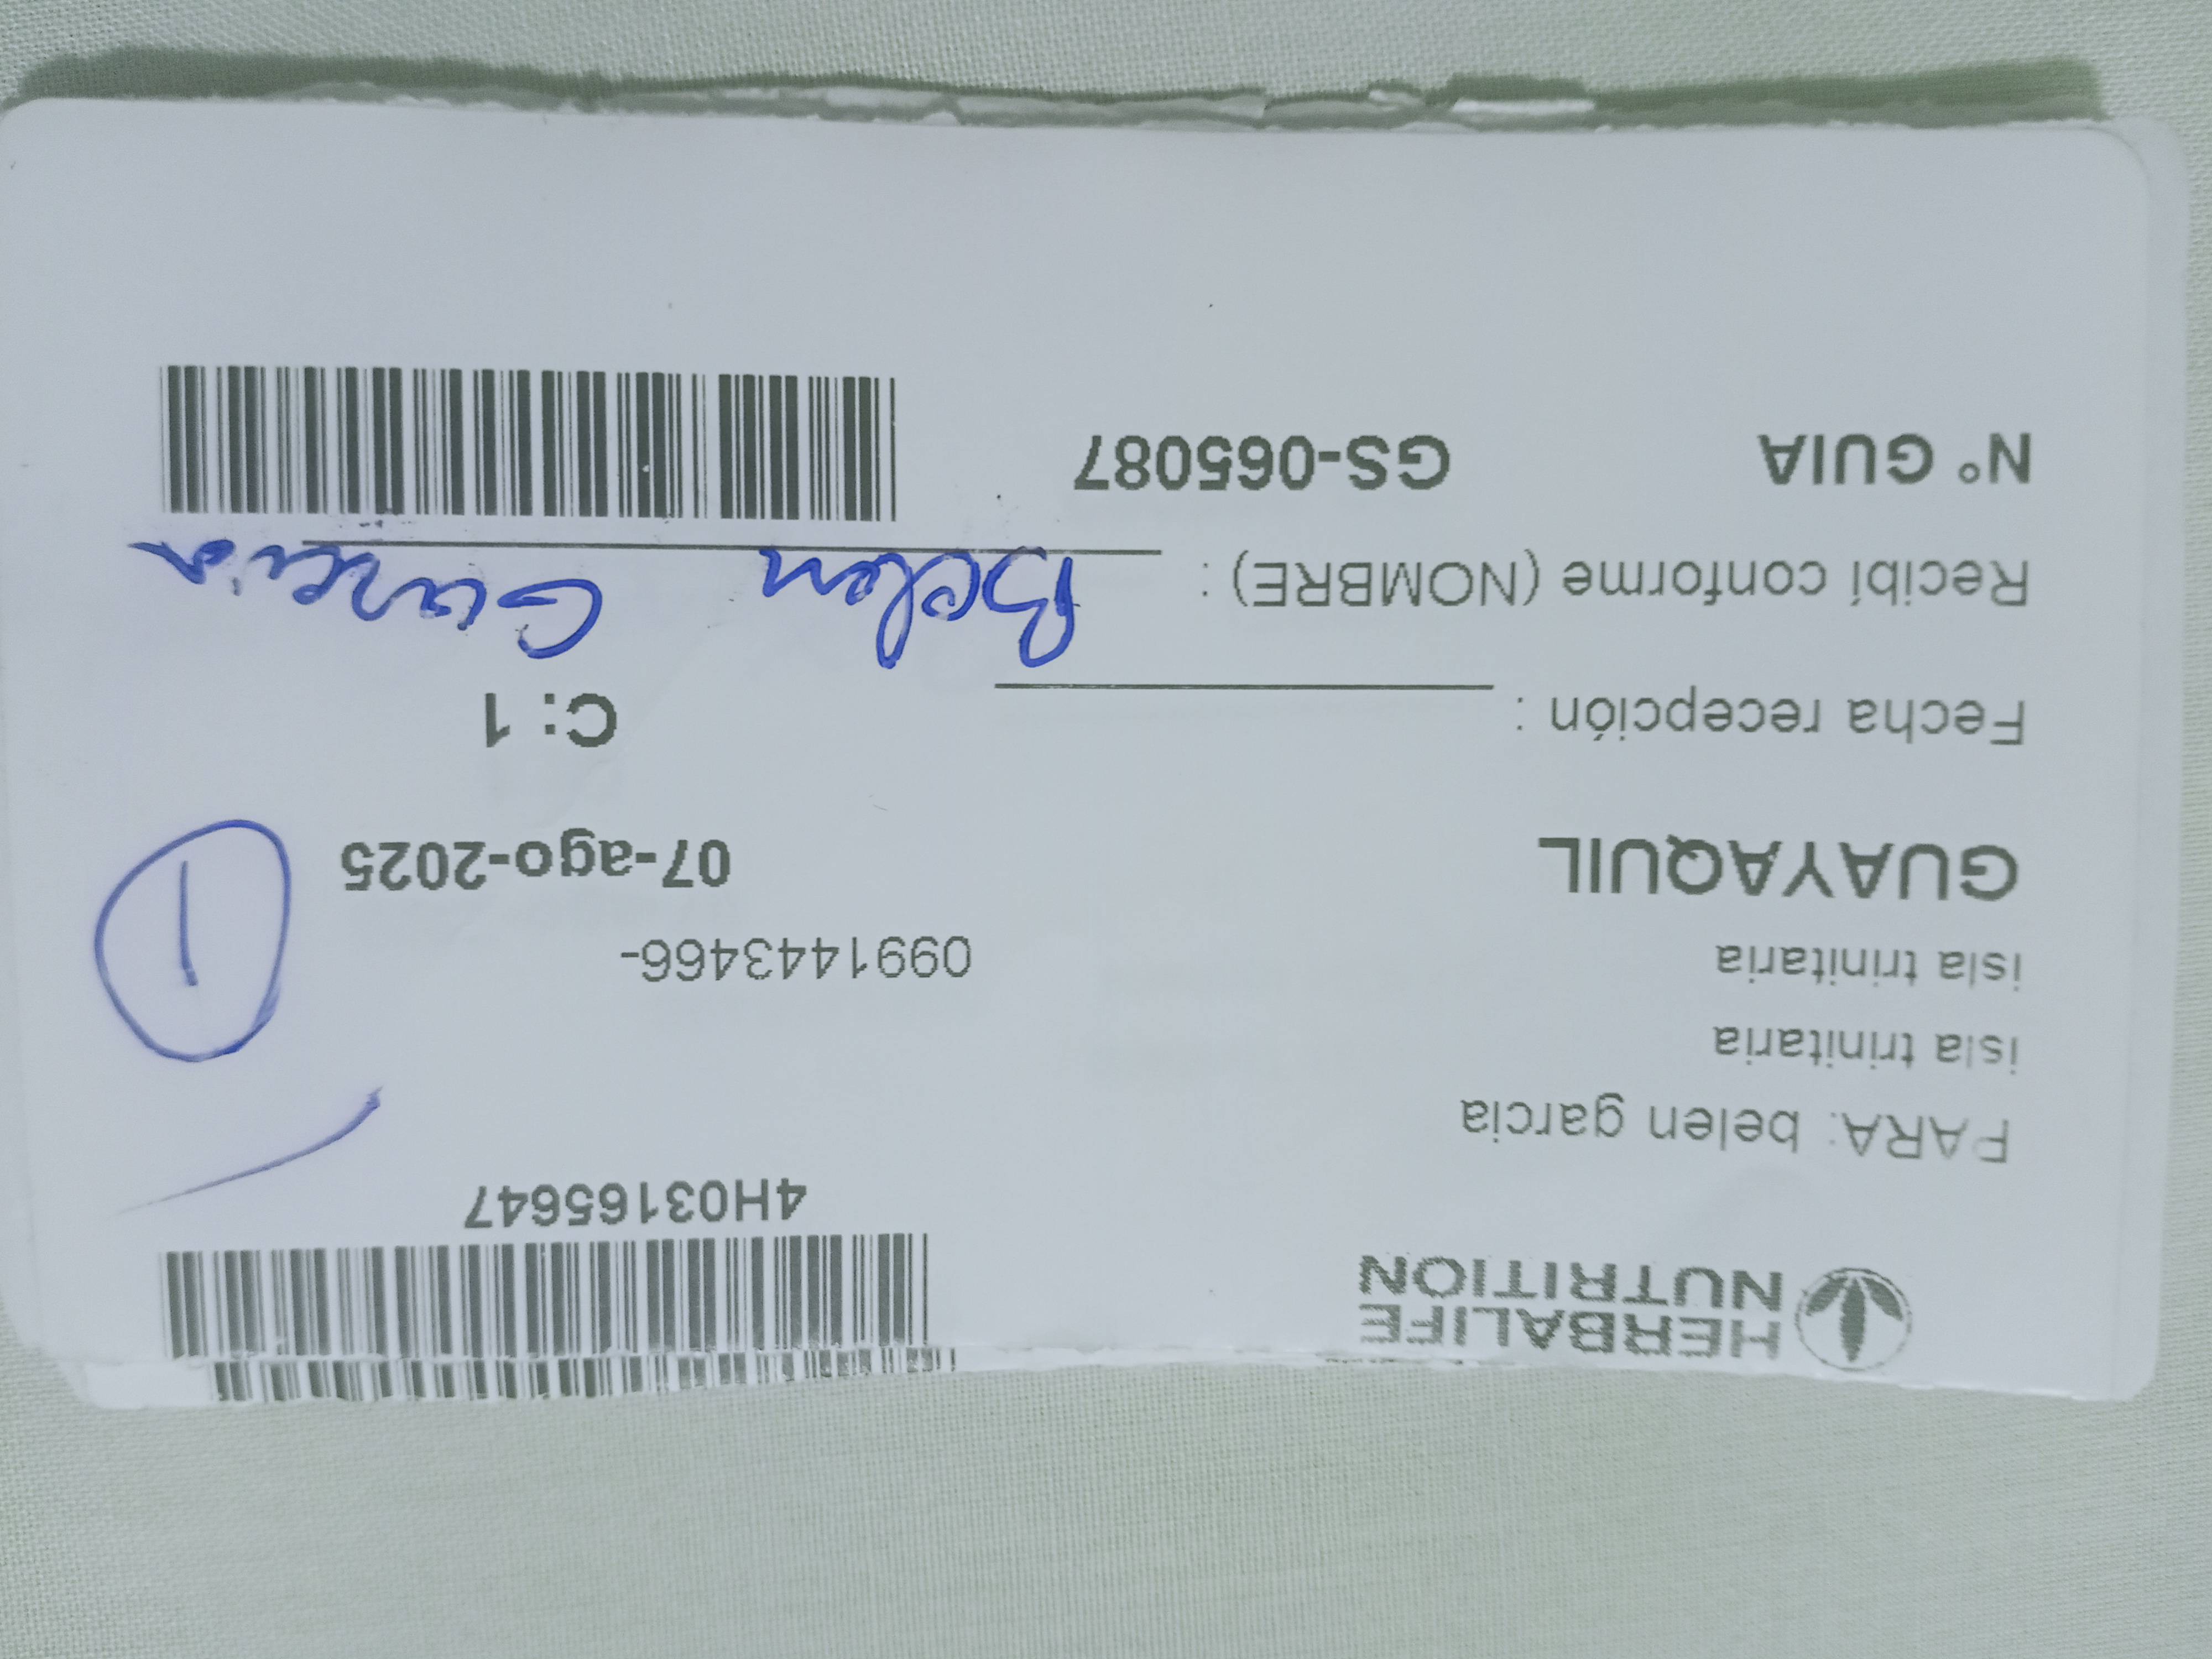 HERBALIFE
NUTRITION
4H03165647
PARA: belen garcia
isla trinitaria
isla trinitaria
0991443466-
GUAYAQUIL
07-ago-2025
1
Fecha recepción :
C: 1
Recibí conforme (NOMBRE) :
Belen Garcia
N° GUIA GS-065087